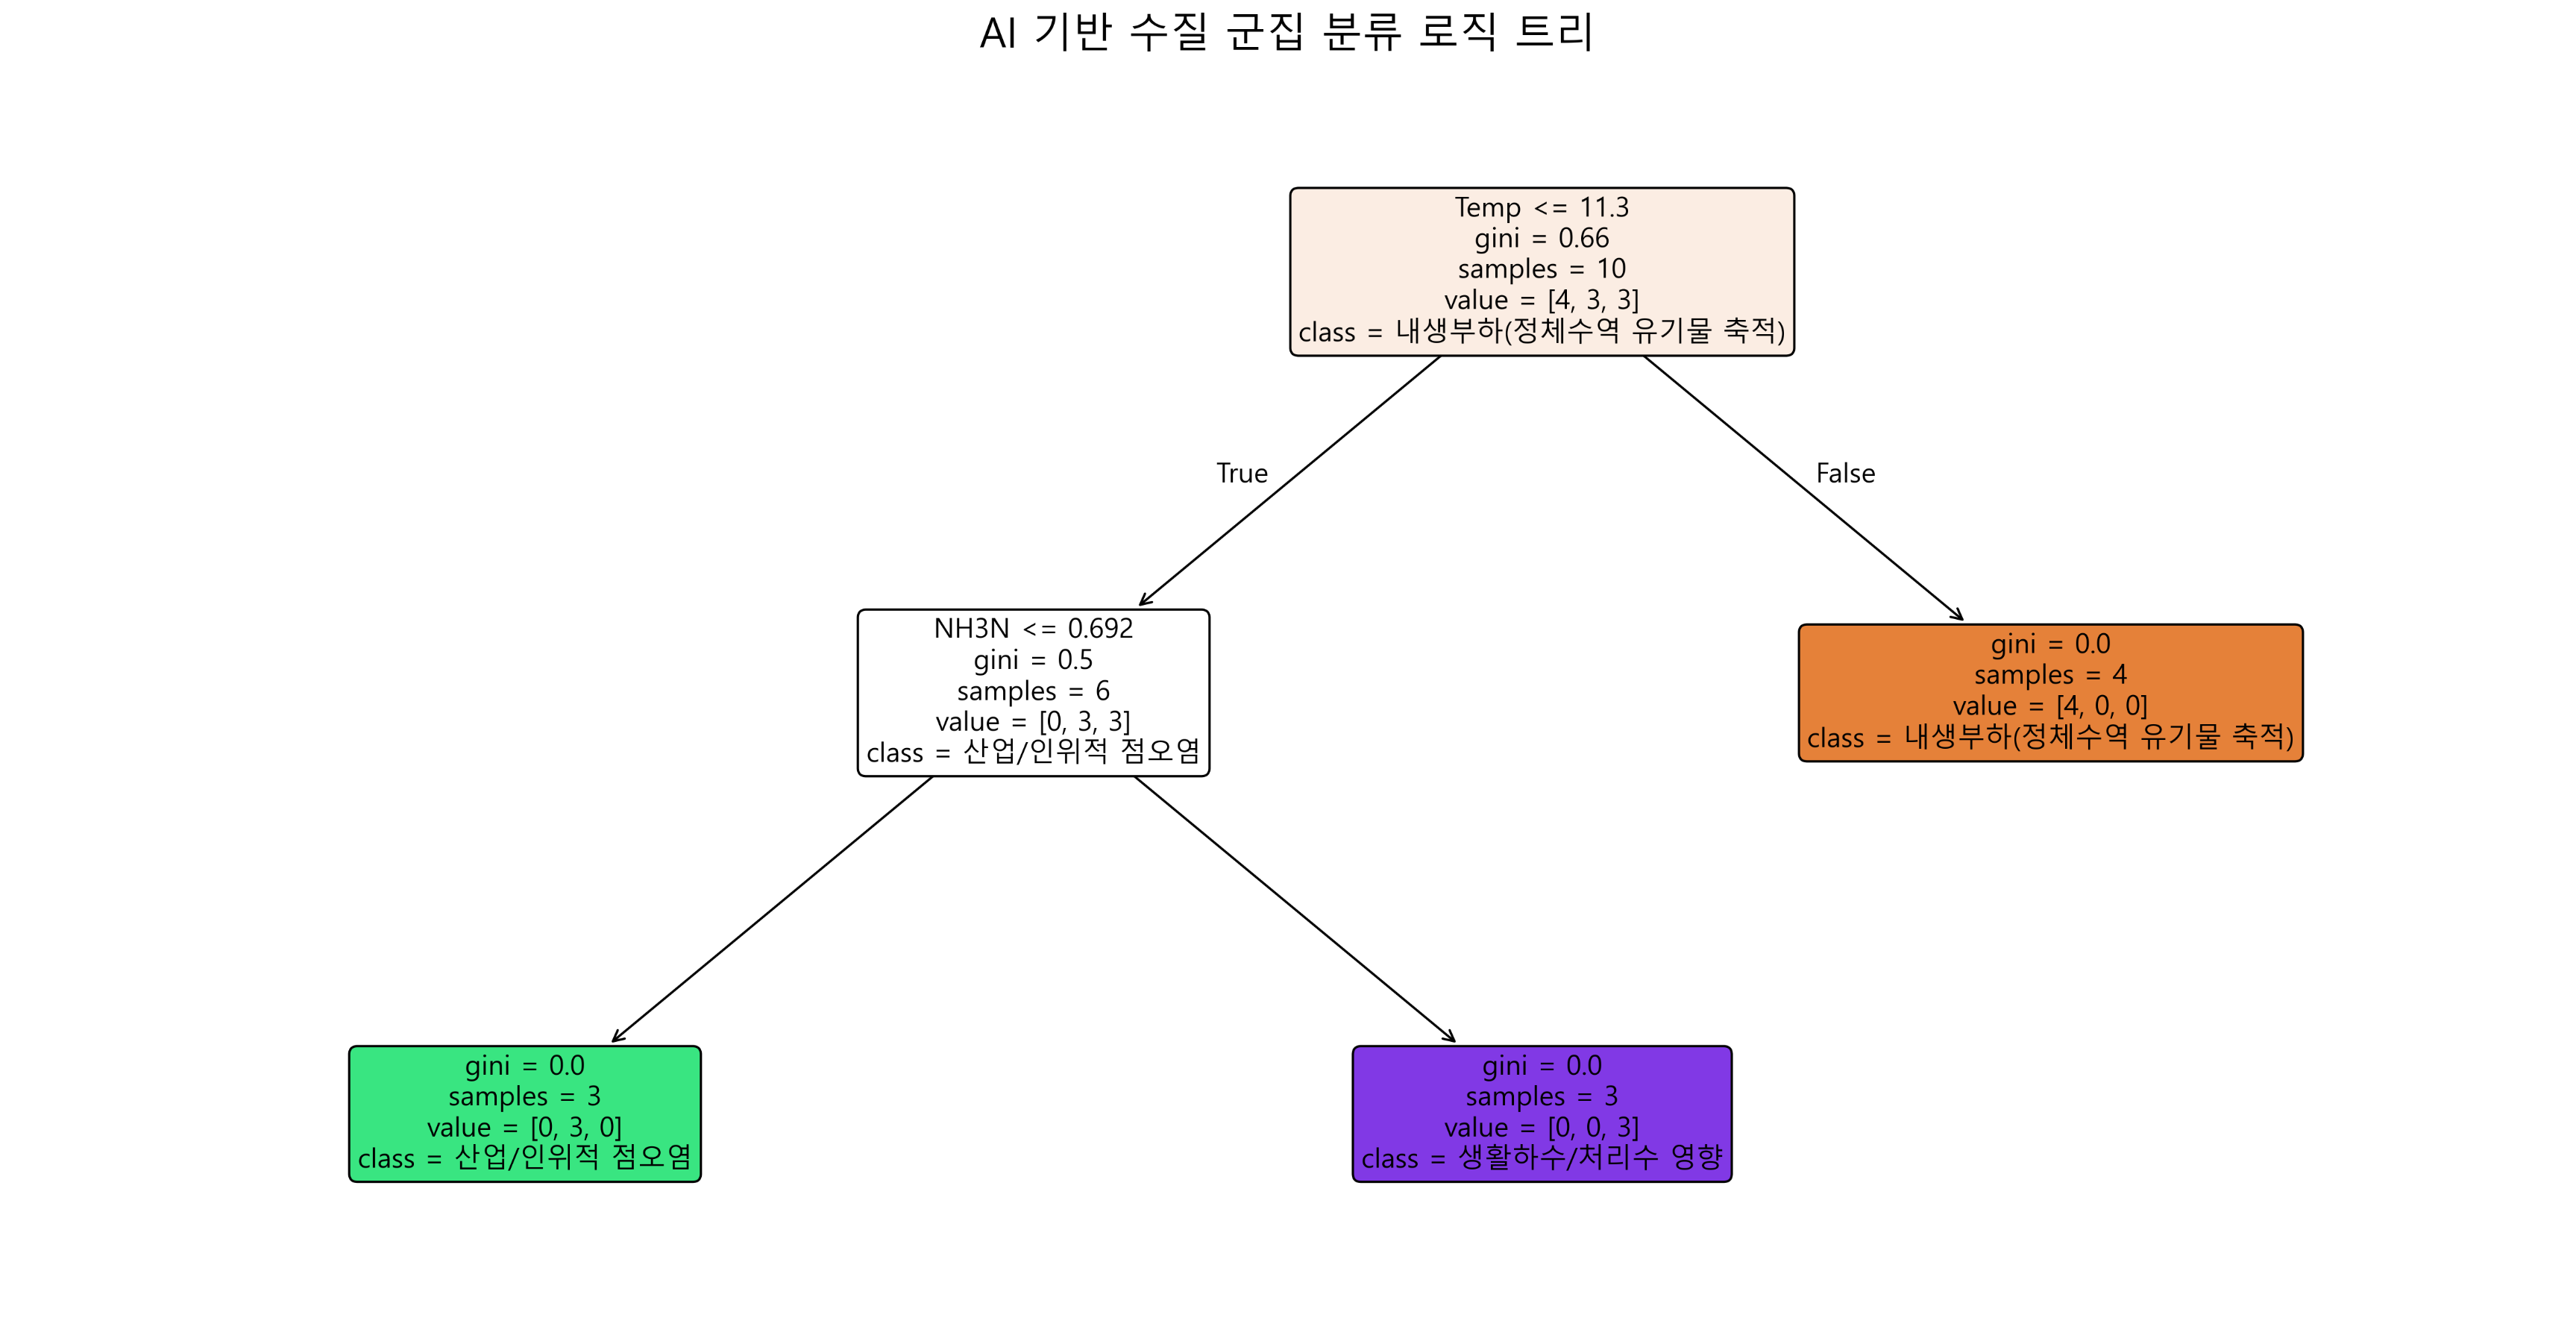 AI 기반 수질 군집 분류 로직 트리
Temp <= 11.3
gini = 0.66
samples = 10
value = [4, 3, 3]
class = 내생부하(정체수역 유기물 축적)
True
False
NH3N <= 0.692
gini = 0.5
samples = 6
value = [0, 3, 3]
class = 산업/인위적 점오염
gini = 0.0
samples = 4
value = [4, 0, 0]
class = 내생부하(정체수역 유기물 축적)
gini = 0.0
samples = 3
value = [0, 3, 0]
class = 산업/인위적 점오염
gini = 0.0
samples = 3
value = [0, 0, 3]
class = 생활하수/처리수 영향